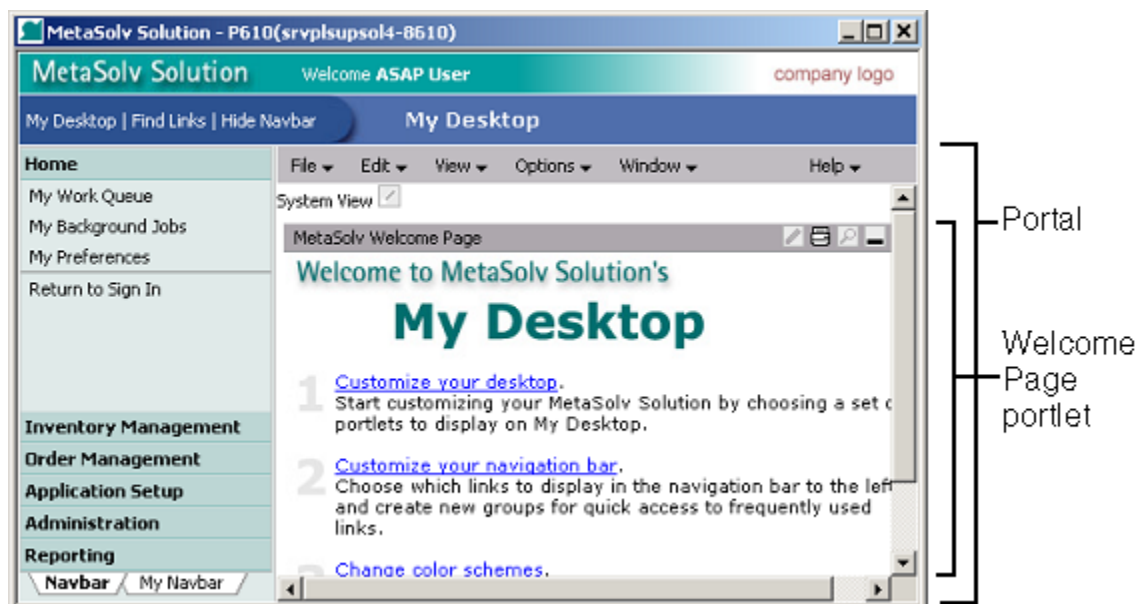 MetaSolv Solution - P610(srvplsupsol4-8610)
MetaSolv Solution
Welcome ASAP User
company logo
My Desktop | Find Links | Hide Navbar
My Desktop
Home
My Work Queue
My Background Jobs
My Preferences
Return to Sign In
Inventory Management
Order Management
Application Setup
Administration
Reporting
Navbar
My Navbar
File Edit View Options Window Help
System View
MetaSolv Welcome Page
Welcome to MetaSolv Solution's
My Desktop
1 Customize your desktop.
Start customizing your MetaSolv Solution by choosing a set
portlets to display on My Desktop.
2 Customize your navigation bar.
Choose which links to display in the navigation bar to the left
and create new groups for quick access to frequently used
links.
3 Change color schemes.
Portal
Welcome
Page
portlet